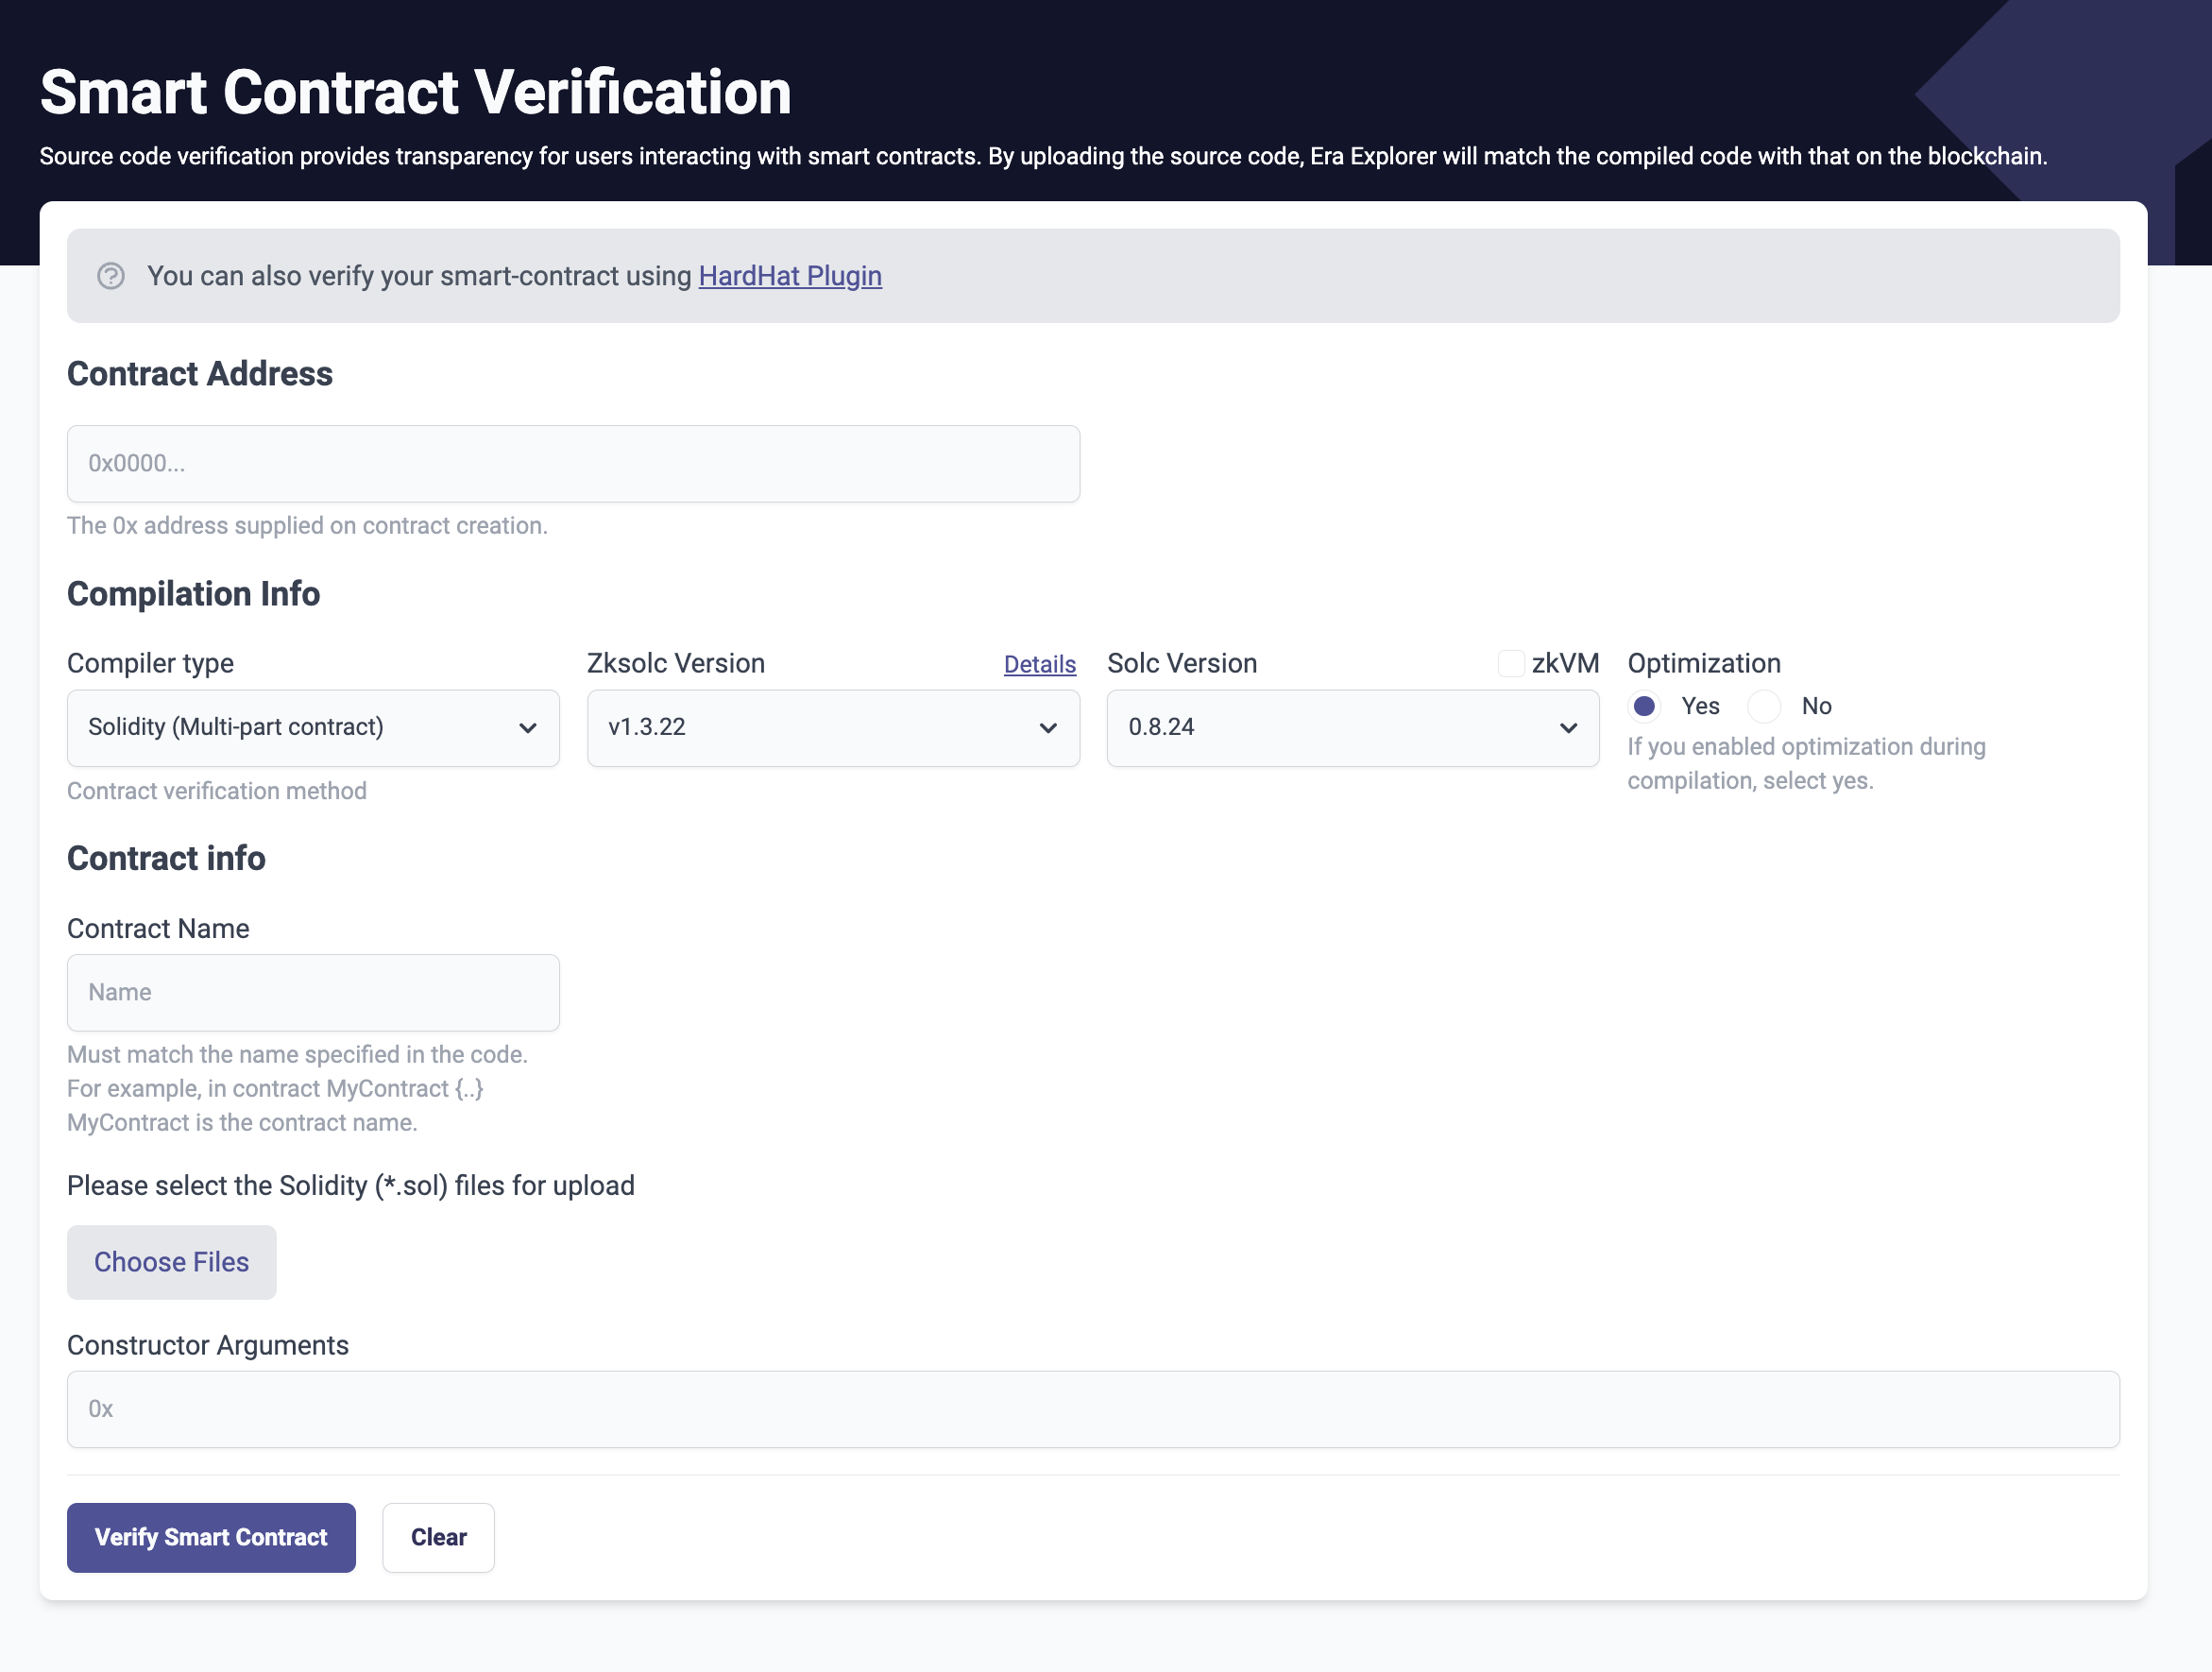 Smart Contract Verification
Source code verification provides transparency for users interacting with smart contracts. By uploading the source code, Era Explorer will match the compiled code with that on the blockchain.
You can also verify your smart-contract using HardHat Plugin
Contract Address
0x0000...
The 0x address supplied on contract creation.
Compilation Info
Compiler type
Solidity (Multi-part contract)
Contract verification method
Zksolc Version Details
v1.3.22
Solc Version zkVM
0.8.24
Optimization
Yes No
If you enabled optimization during
compilation, select yes.
Contract info
Contract Name
Name
Must match the name specified in the code.
For example, in contract MyContract {..}
MyContract is the contract name.
Please select the Solidity (*.sol) files for upload
Choose Files
Constructor Arguments
0x
Verify Smart Contract Clear